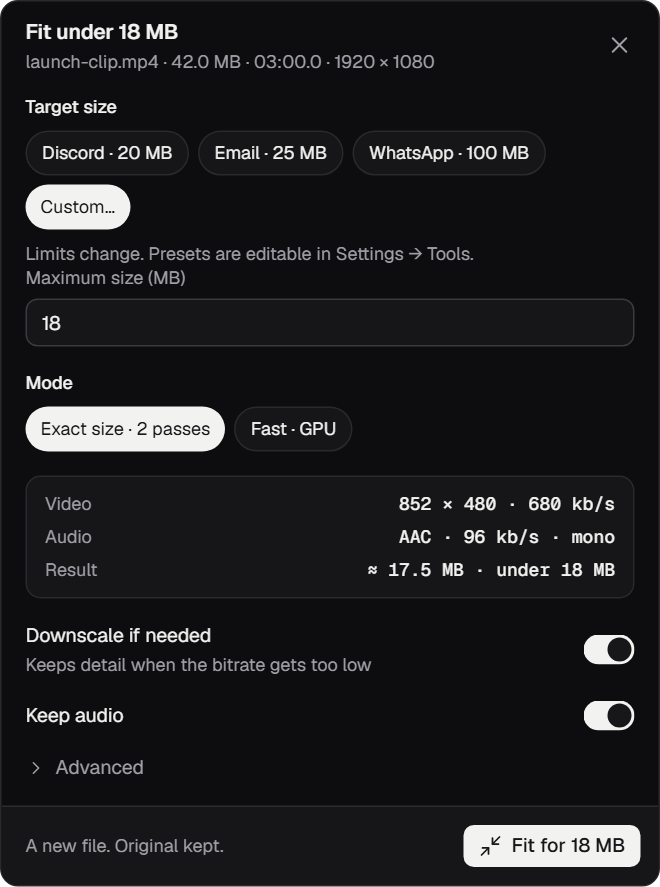 Fit under 18 MB
launch-clip.mp4 · 42.0 MB · 03:00.0 · 1920 × 1080
Target size
Discord · 20 MB Email · 25 MB WhatsApp · 100 MB
Custom…
Limits change. Presets are editable in Settings → Tools.
Maximum size (MB)
18
Mode
Exact size · 2 passes Fast · GPU
Video 852 × 480 · 680 kb/s
Audio AAC · 96 kb/s · mono
Result ≈ 17.5 MB · under 18 MB
Downscale if needed
Keeps detail when the bitrate gets too low
Keep audio
Advanced
A new file. Original kept. Fit for 18 MB